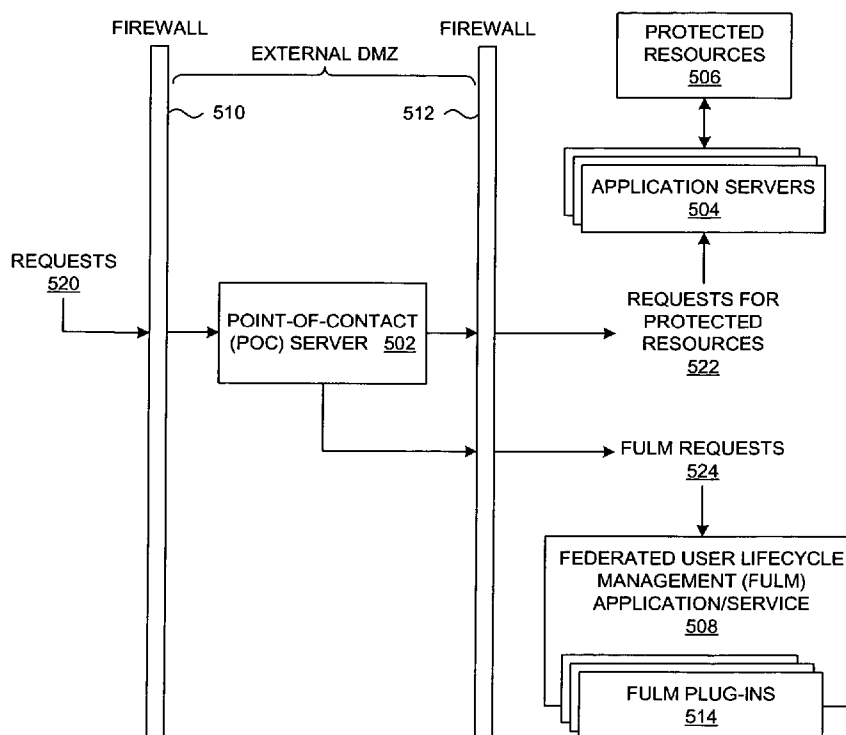 FIREWALL
FIREWALL
EXTERNAL DMZ
510
512
PROTECTED
RESOURCES
506
APPLICATION SERVERS
504
REQUESTS
520
POINT-OF-CONTACT
(POC) SERVER 502
REQUESTS FOR
PROTECTED
RESOURCES
522
FULM REQUESTS
524
FEDERATED USER LIFECYCLE
MANAGEMENT (FULM)
APPLICATION/SERVICE
508
FULM PLUG-INS
514